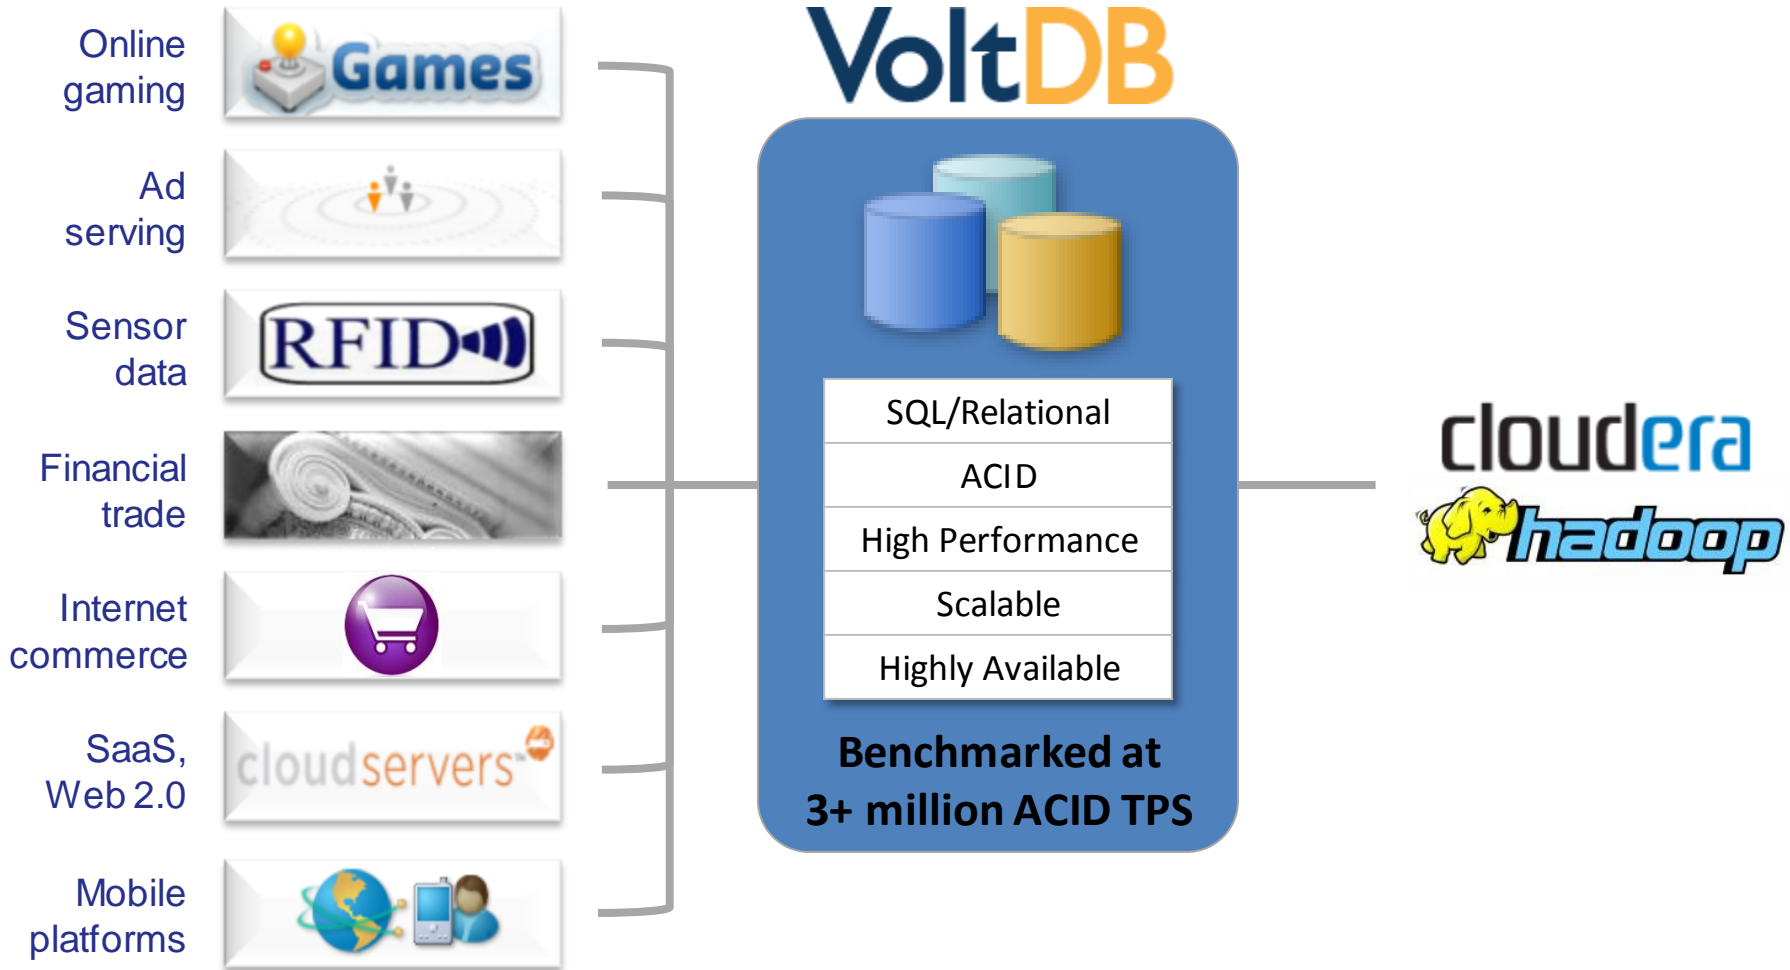 Online
gaming
Games
Ad
serving
Sensor
data
RFID
Financial
trade
Internet
commerce
SaaS,
Web 2.0
cloudservers™
Mobile
platforms
VoltDB
SQL/Relational
ACID
High Performance
Scalable
Highly Available
Benchmarked at
3+ million ACID TPS
cloudera
hadoop